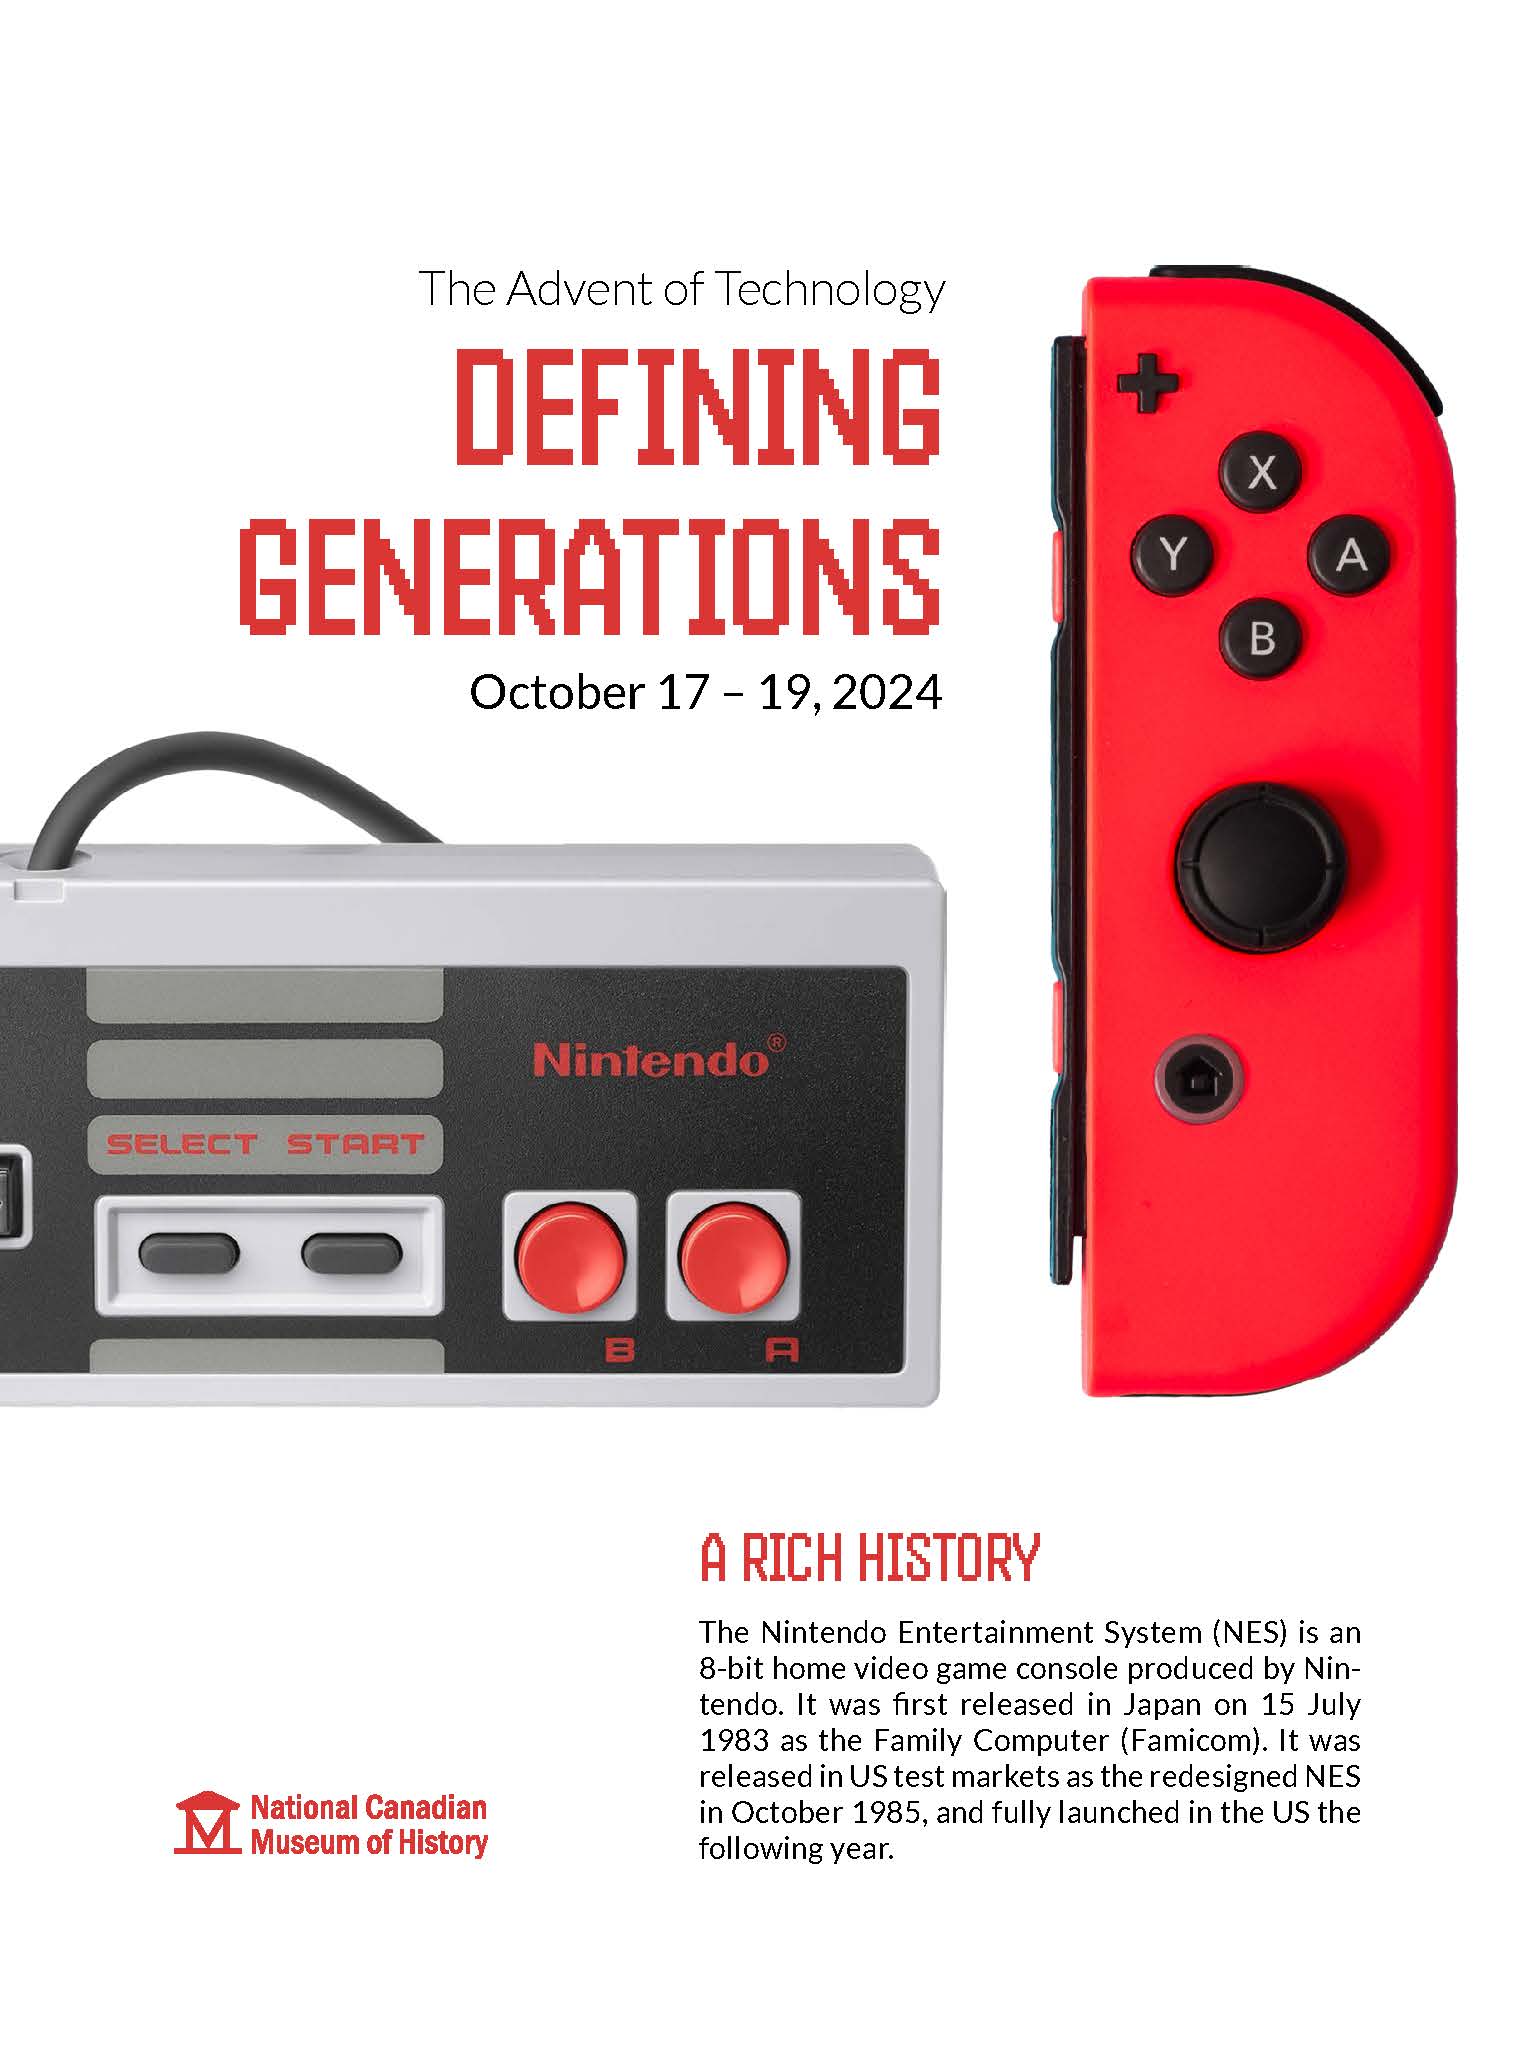 The Advent of Technology
DEFINING
GENERATIONS
October 17 – 19, 2024
X
Y
A
B
Nintendo®
SELECT START
B
A
A RICH HISTORY
The Nintendo Entertainment System (NES) is an
8-bit home video game console produced by Nin-
tendo. It was first released in Japan on 15 July
1983 as the Family Computer (Famicom). It was
released in US test markets as the redesigned NES
in October 1985, and fully launched in the US the
following year.
National Canadian
Museum of History